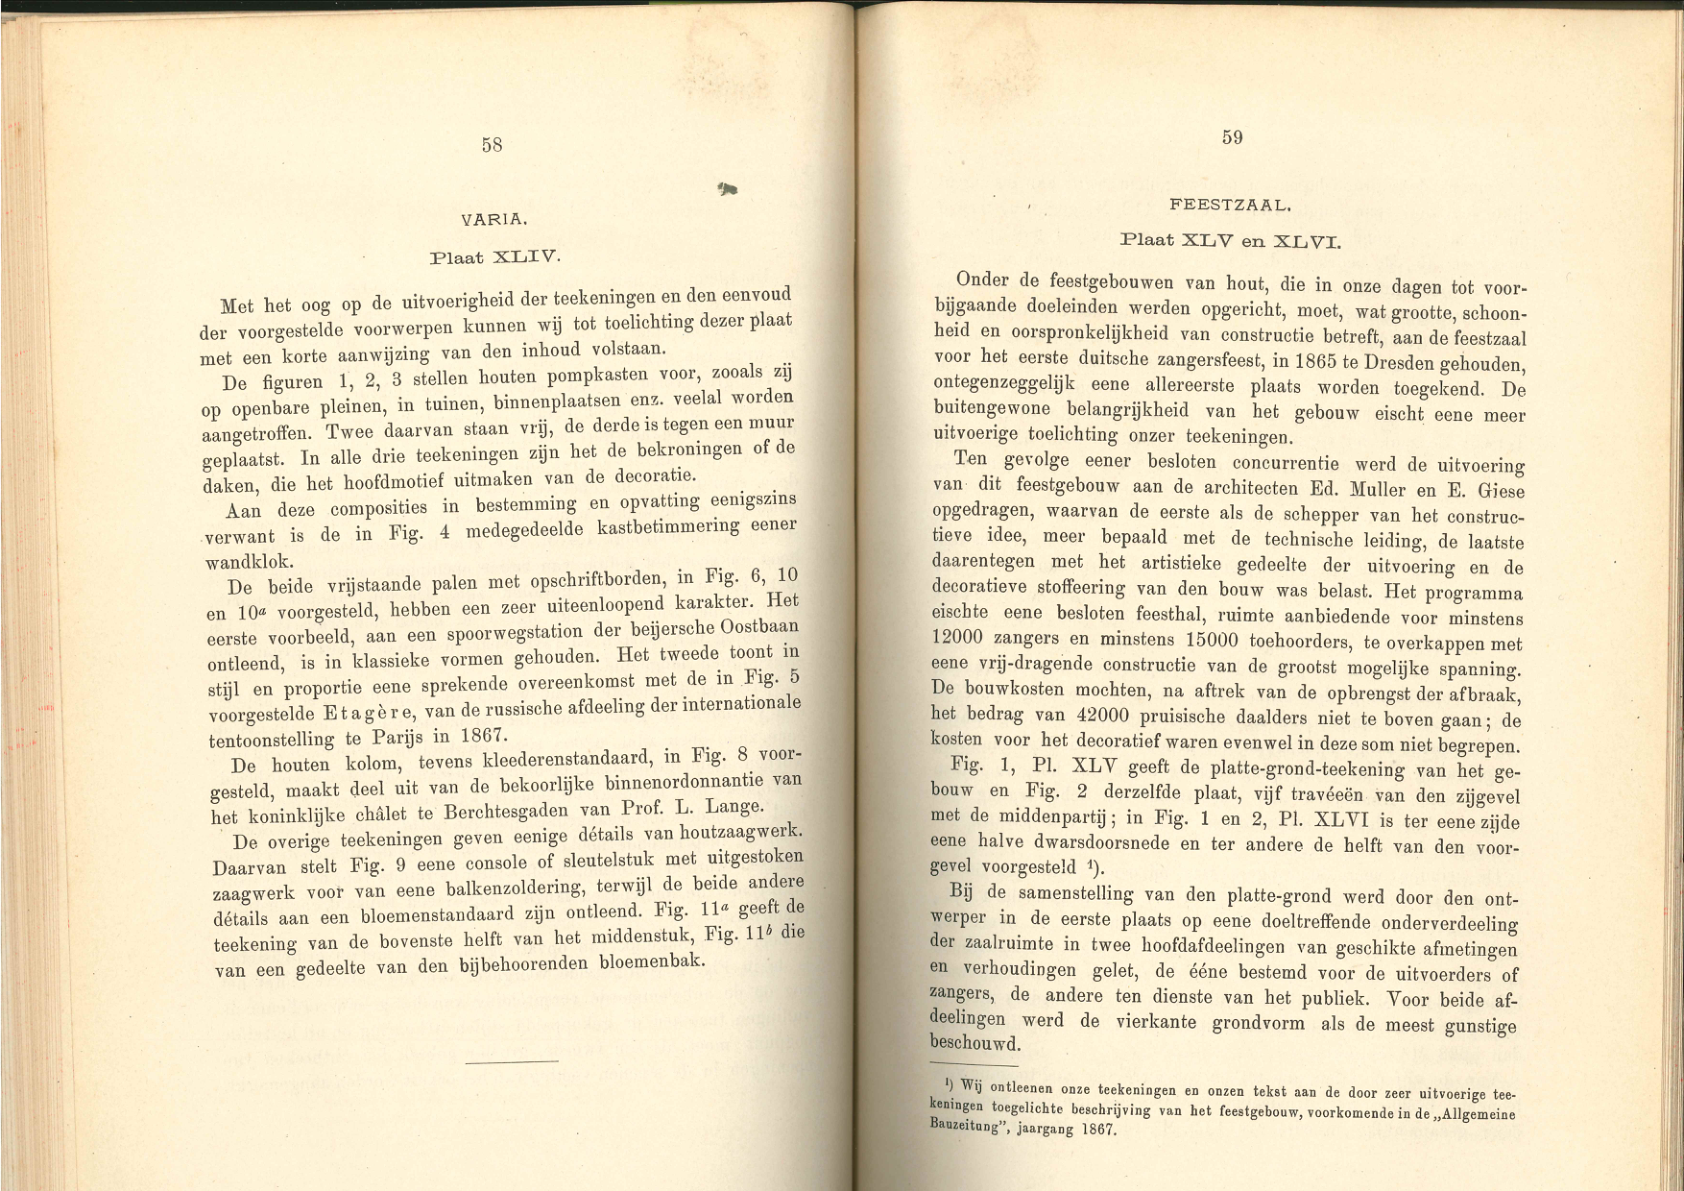 58
VARIA.
Plaat XLIV.
Met het oog op de uitvoerigheid der teekeningen en den eenvoud
der voorgestelde voorwerpen kunnen wij tot toelichting dezer plaat
met een korte aanwijzing van den inhoud volstaan.
De figuren 1, 2, 3 stellen houten pompkasten voor, zooals zij
op openbare pleinen, in tuinen, binnenplaatsen enz. veelal worden
aangetroffen. Twee daarvan staan vrij, de derde is tegen een muur
geplaatst. In alle drie teekeningen zijn het de bekroningen of de
daken, die het hoofdmotief uitmaken van de decoratie.
Aan deze composities in bestemming en opvatting eenigszins
verwant is de in Fig. 4 medegedeelde kastbetimmering eener
wandklok.
De beide vrijstaande palen met opschriftborden, in Fig. 6, 10
en 10a voorgesteld, hebben een zeer uiteenloopend karakter. Het
eerste voorbeeld, aan een spoorwegstation der beijersche Oostbaan
ontleend, is in klassieke vormen gehouden. Het tweede toont in
stijl en proportie eene sprekende overeenkomst met de in Fig. 5
voorgestelde Etagère, van de russische afdeeling der internationale
tentoonstelling te Parijs in 1867.
De houten kolom, tevens kleederenstandaard, in Fig. 8 voor-
gesteld, maakt deel uit van de bekoorlijke binnenordonnantie van
het koninklijke châlet te Berchtesgaden van Prof. L. Lange.
De overige teekeningen geven eenige détails van houtzaagwerk.
Daarvan stelt Fig. 9 eene console of sleutelstuk met uitgestoken
zaagwerk voor van eene balkenzoldering, terwijl de beide andere
détails aan een bloemenstandaard zijn ontleend. Fig. 11a geeft de
teekening van de bovenste helft van het middenstuk, Fig. 11b die
van een gedeelte van den bijbehoorenden bloemenbak.
59
FEESTZAAL.
Plaat XLV en XLVI.
Onder de feestgebouwen van hout, die in onze dagen tot voor-
bijgaande doeleinden werden opgericht, moet, wat grootte, schoon-
heid en oorspronkelijkheid van constructie betreft, aan de feestzaal
voor het eerste duitsche zangersfeest, in 1865 te Dresden gehouden,
ontegenzeggelijk eene allereerste plaats worden toegekend. De
buitengewone belangrijkheid van het gebouw eischt eene meer
uitvoerige toelichting onzer teekeningen.
Ten gevolge eener besloten concurrentie werd de uitvoering
van dit feestgebouw aan de architecten Ed. Muller en E. Giese
opgedragen, waarvan de eerste als de schepper van het construc-
tieve idee, meer bepaald met de technische leiding, de laatste
daarentegen met het artistieke gedeelte der uitvoering en de
decoratieve stoffeering van den bouw was belast. Het programma
eischte eene besloten feesthal, ruimte aanbiedende voor minstens
12000 zangers en minstens 15000 toehoorders, te overkappen met
eene vrij-dragende constructie van de grootst mogelijke spanning.
De bouwkosten mochten, na aftrek van de opbrengst der afbraak,
het bedrag van 42000 pruisische daalders niet te boven gaan; de
kosten voor het decoratief waren evenwel in deze som niet begrepen.
Fig. 1, Pl. XLV geeft de platte-grond-teekening van het ge-
bouw en Fig. 2 derzelfde plaat, vijf travéeën van den zijgevel
met de middenpartij; in Fig. 1 en 2, Pl. XLVI is ter eene zijde
eene halve dwarsdoorsnede en ter andere de helft van den voor-
gevel voorgesteld ¹).
Bij de samenstelling van den platte-grond werd door den ont-
werper in de eerste plaats op eene doeltreffende onderverdeeling
der zaalruimte in twee hoofdafdeelingen van geschikte afmetingen
en verhoudingen gelet, de ééne bestemd voor de uitvoerders of
zangers, de andere ten dienste van het publiek. Voor beide af-
deelingen werd de vierkante grondvorm als de meest gunstige
beschouwd.
¹) Wij ontleenen onze teekeningen en onzen tekst aan de door zeer uitvoerige tee-
keningen toegelichte beschrijving van het feestgebouw, voorkomende in de „Allgemeine
Bauzeitung”, jaargang 1867.